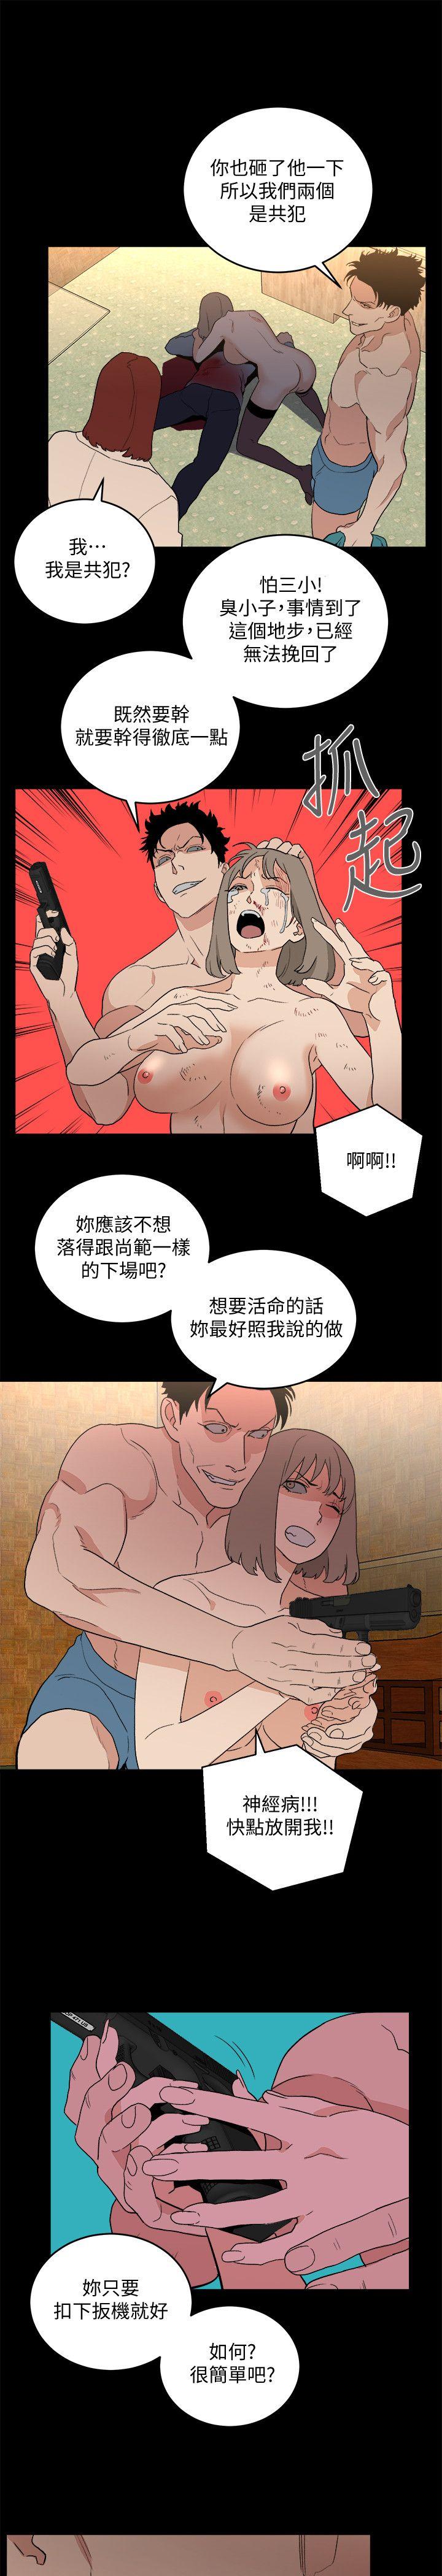 你也砸了他一下
所以我們兩個
是共犯
我…
我是共犯?
怕三小!
臭小子,事情到了
這個地步,已經
無法挽回了
既然要幹
就要幹得徹底一點
抓
起
啊啊!!
妳應該不想
落得跟尚範一樣
的下場吧?
想要活命的話
妳最好照我說的做
神經病!!!
快點放開我!!
妳只要
扣下扳機就好
如何?
很簡單吧?